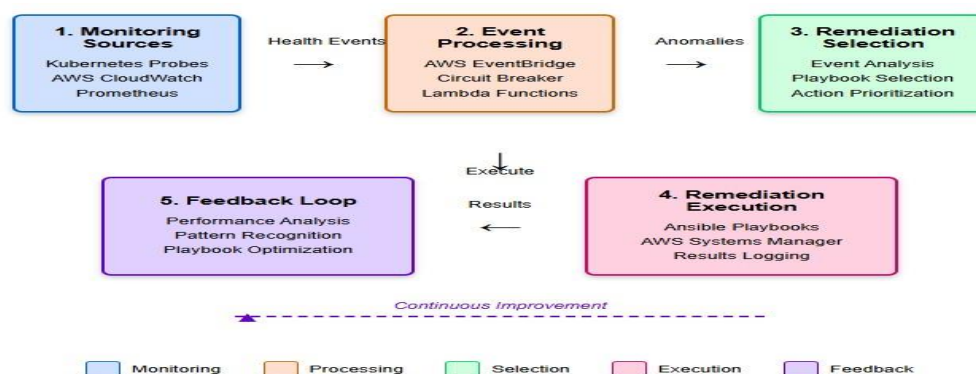 1. Monitoring
Sources
Kubernetes Probes
AWS CloudWatch
Prometheus
Health Events
2. Event
Processing
AWS EventBridge
Circuit Breaker
Lambda Functions
Anomalies
3. Remediation
Selection
Event Analysis
Playbook Selection
Action Prioritization
Execute
5. Feedback Loop
Performance Analysis
Pattern Recognition
Playbook Optimization
Results
4. Remediation
Execution
Ansible Playbooks
AWS Systems Manager
Results Logging
Continuous Improvement
Monitoring
Processing
Selection
Execution
Feedback